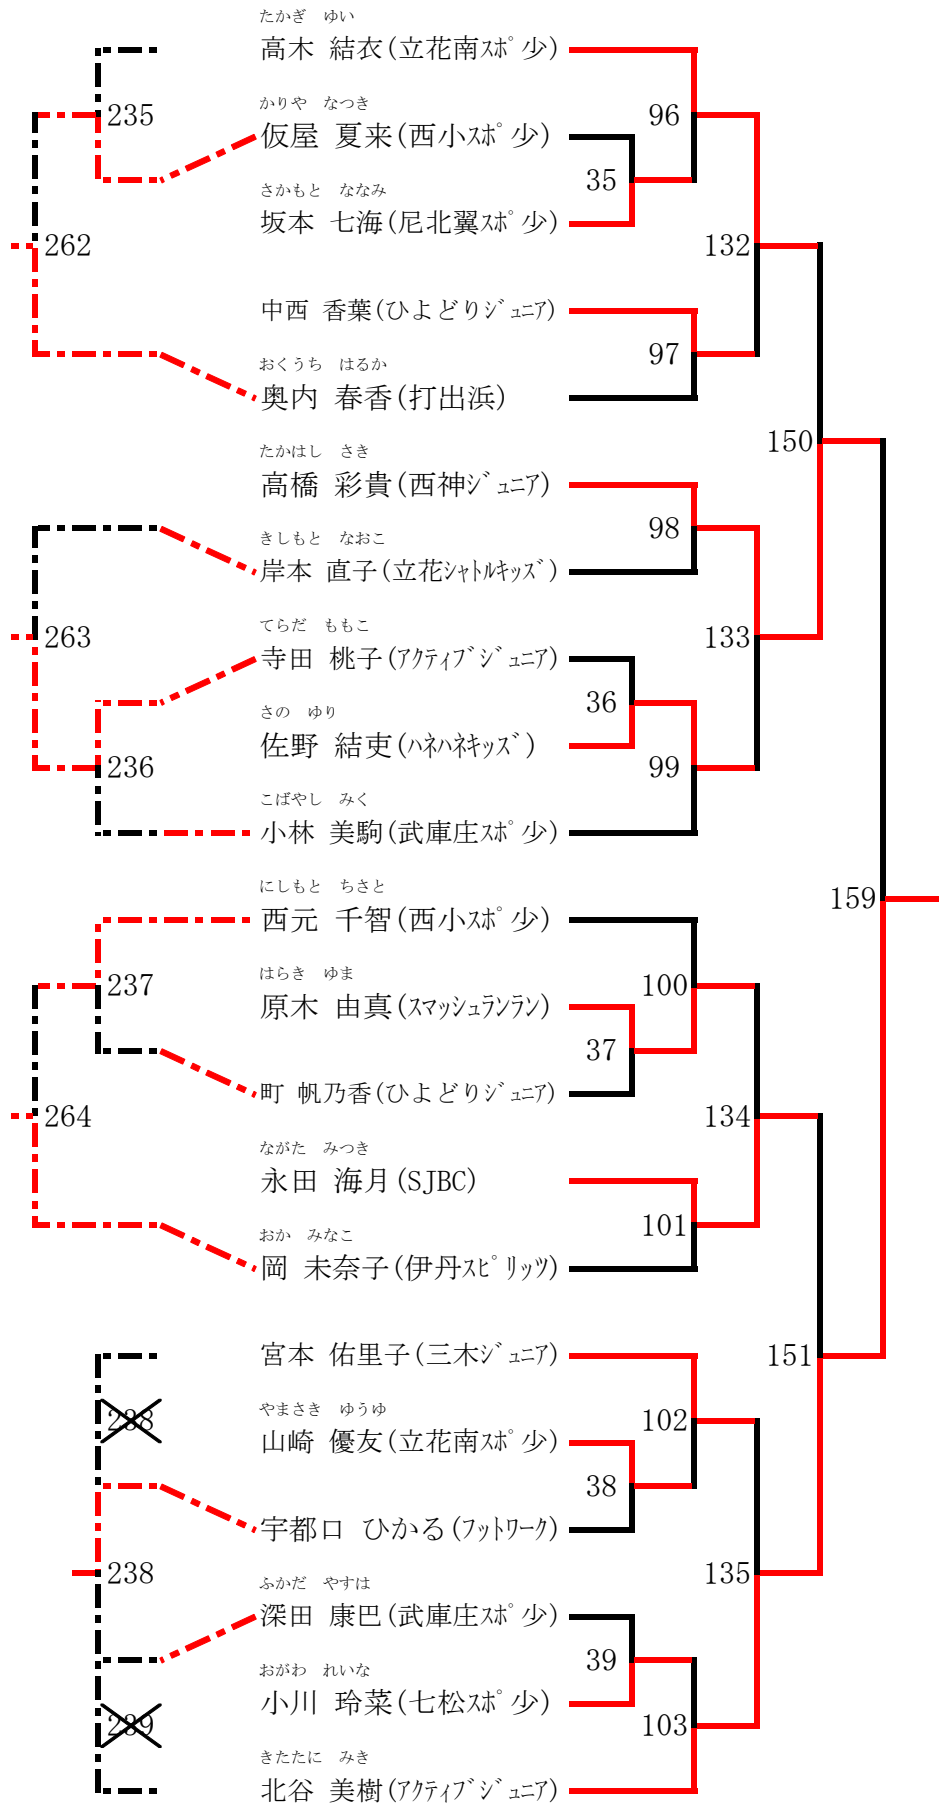 たかぎ ゆい
高木 結衣(立花南スポ少)
235
96
かりや なつき
仮屋 夏来(西小スポ少)
35
さかもと ななみ
坂本 七海(尼北翼スポ少)
262
132
中西 香葉(ひよどりジュニア)
97
おくうち はるか
奥内 春香(打出浜)
150
たかはし さき
高橋 彩貴(西神ジュニア)
98
きしもと なおこ
岸本 直子(立花シャトルキッズ)
263
133
てらだ ももこ
寺田 桃子(アクティブジュニア)
36
さの ゆり
佐野 結吏(ハネハネキッズ)
236
99
こばやし みく
小林 美駒(武庫庄スポ少)
159
にしもと ちさと
西元 千智(西小スポ少)
237
100
はらき ゆま
原木 由真(スマッシュランラン)
37
町 帆乃香(ひよどりジュニア)
264
134
ながた みつき
永田 海月(SJBC)
101
おか みなこ
岡 未奈子(伊丹スピリッツ)
宮本 佑里子(三木ジュニア)
151
238
102
やまさき ゆうゆ
山崎 優友(立花南スポ少)
38
宇都口 ひかる(フットワーク)
238
135
ふかだ やすは
深田 康巴(武庫庄スポ少)
39
おがわ れいな
小川 玲菜(七松スポ少)
239
103
きたたに みき
北谷 美樹(アクティブジュニア)